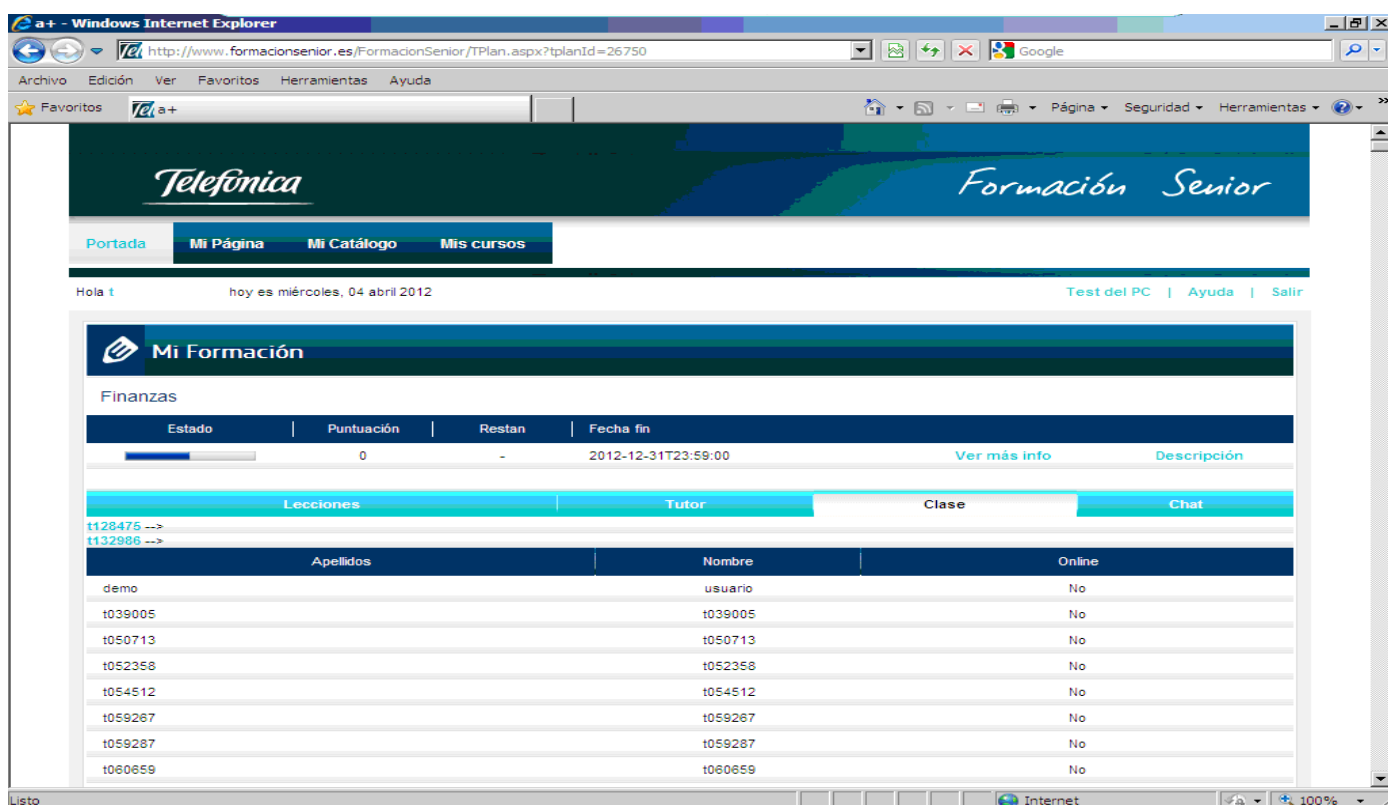 a+ - Windows Internet Explorer
http://www.formacionsenior.es/FormacionSenior/TPlan.aspx?tplanId=26750 Google
Archivo Edición Ver Favoritos Herramientas Ayuda
Favoritos a+ Página Seguridad Herramientas
Telefónica Formación Senior
Portada Mi Página Mi Catálogo Mis cursos
Hola t hoy es miércoles, 04 abril 2012 Test del PC | Ayuda | Salir
Mi Formación
Finanzas
Estado Puntuación Restan Fecha fin
0 - 2012-12-31T23:59:00 Ver más info Descripción
Lecciones Tutor Clase Chat
t128475 -->
t132986 -->
Apellidos Nombre Online
demo usuario No
t039005 t039005 No
t050713 t050713 No
t052358 t052358 No
t054512 t054512 No
t059267 t059267 No
t059287 t059287 No
t060659 t060659 No
Listo Internet 100%